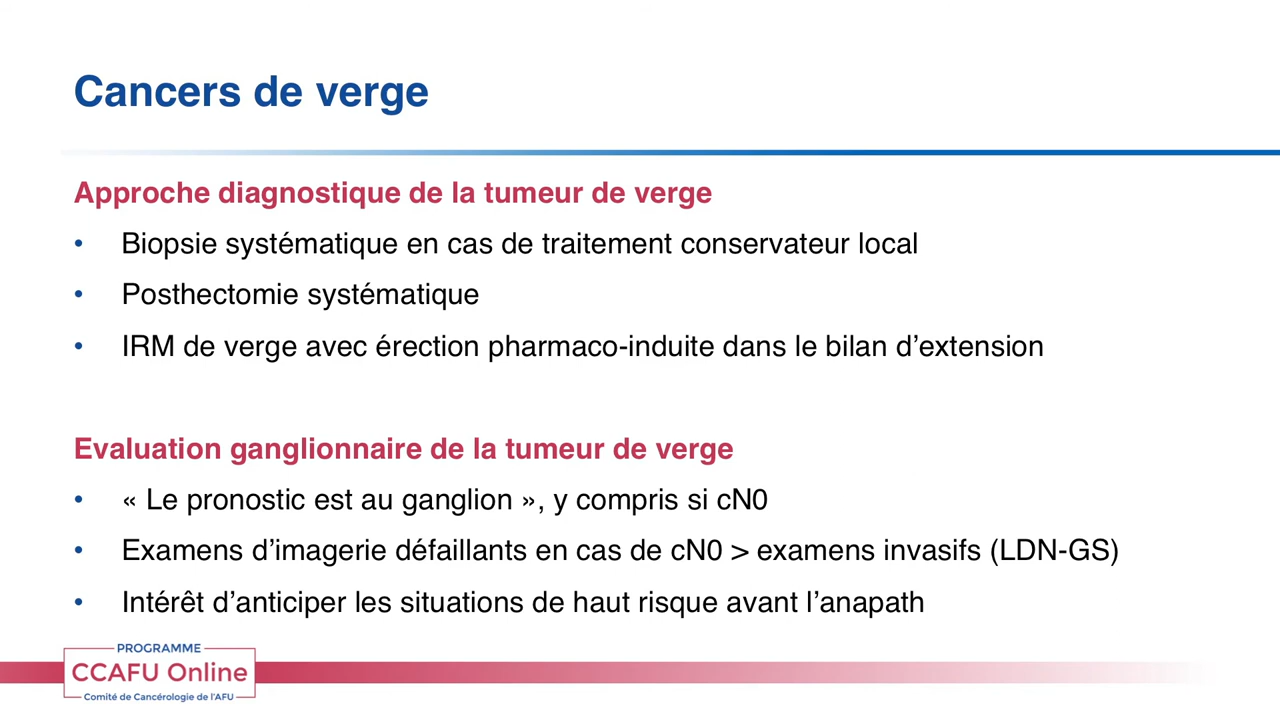 Cancers de verge
Approche diagnostique de la tumeur de verge
• Biopsie systématique en cas de traitement conservateur local
• Posthectomie systématique
• IRM de verge avec érection pharmaco-induite dans le bilan d’extension
Evaluation ganglionnaire de la tumeur de verge
• « Le pronostic est au ganglion », y compris si cN0
• Examens d’imagerie défaillants en cas de cN0 > examens invasifs (LDN-GS)
• Intérêt d’anticiper les situations de haut risque avant l’anapath
PROGRAMME
CCAFU Online
Comité de Cancérologie de l'AFU